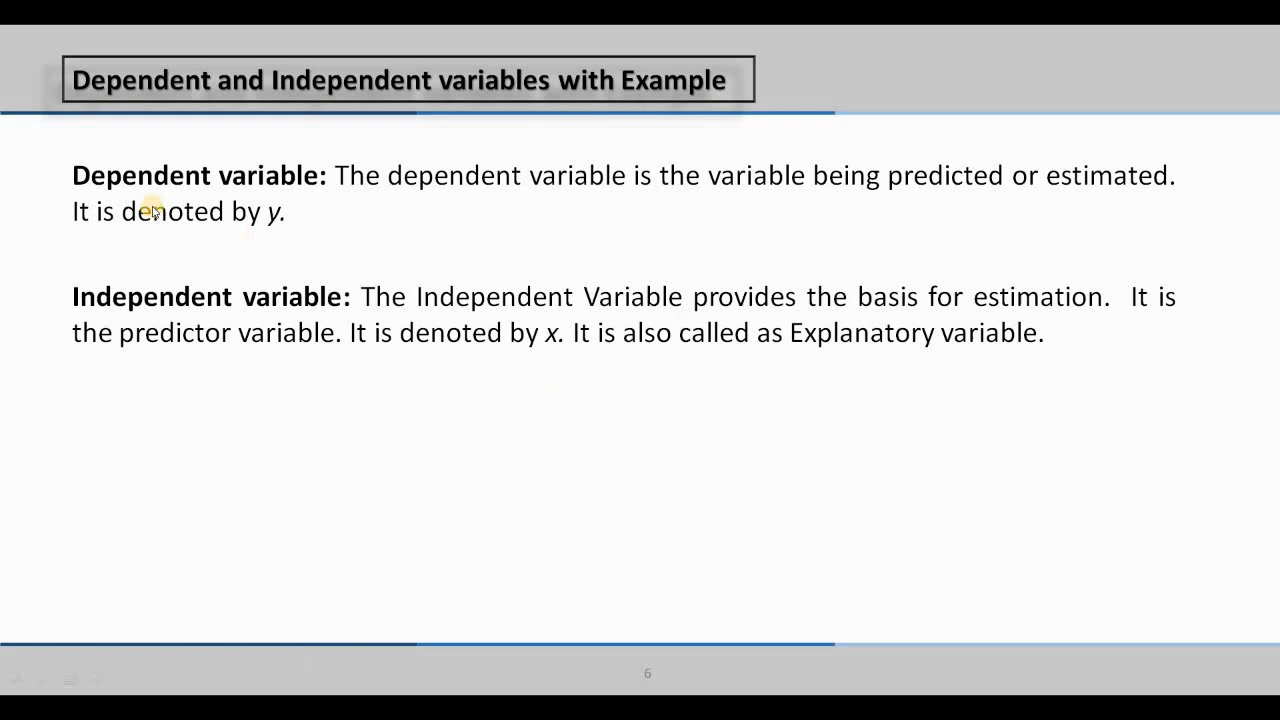 Dependent and Independent variables with Example
Dependent variable: The dependent variable is the variable being predicted or estimated.
It is denoted by y.
Independent variable: The Independent Variable provides the basis for estimation. It is
the predictor variable. It is denoted by x. It is also called as Explanatory variable.
6